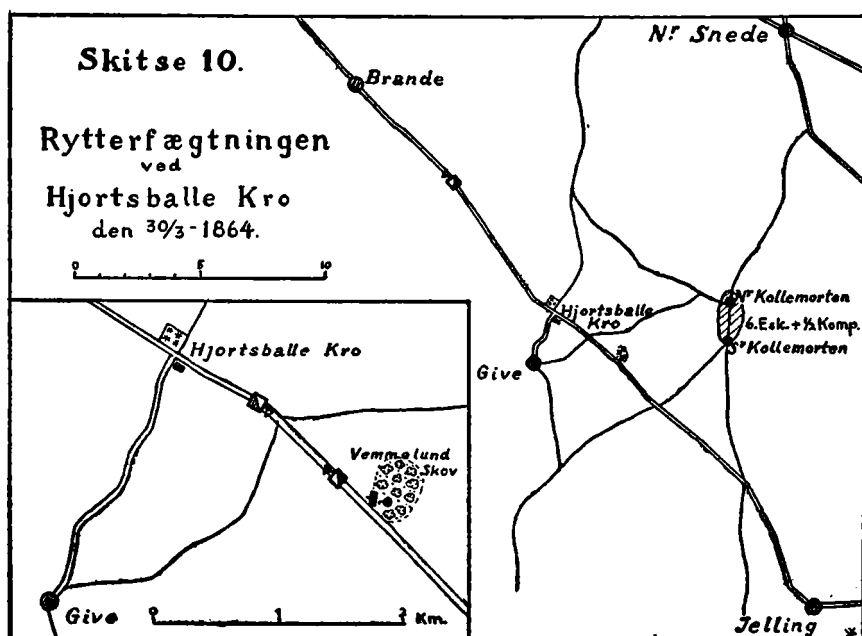 Skitse 10.
Rytterfægtningen
ved
Hjortsballe Kro
den 30/3-1864.
0 5 10
Brande
Nr Snede
Hjortsballe
Kro
Give
Nr Kollemorten
6. Esk. + ½ Komp.
Sr Kollemorten
Jelling
*
Hjortsballe Kro
Vemmelund
Skov
Give
0 1 2 Km.